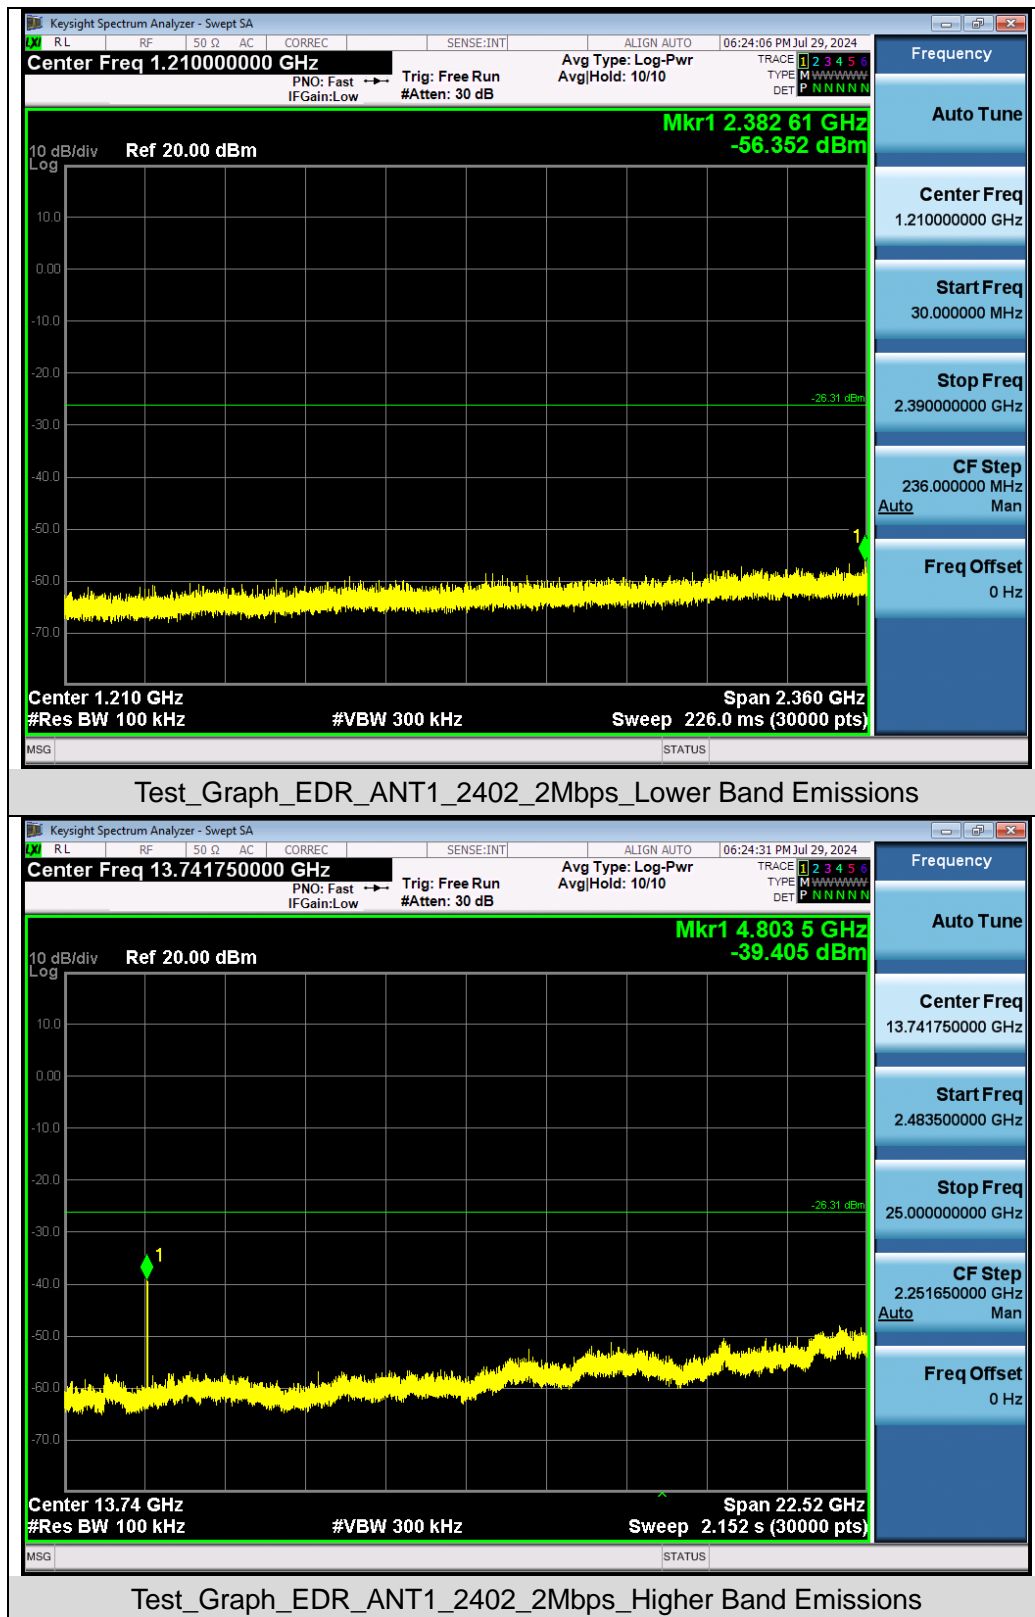 Keysight Spectrum Analyzer - Swept SA
LXI RL RF 50 Ω AC CORREC SENSE:INT ALIGN AUTO 06:24:06 PM Jul 29, 2024
Center Freq 1.210000000 GHz
PNO: Fast
IFGain:Low
Trig: Free Run
#Atten: 30 dB
Avg Type: Log-Pwr
Avg|Hold: 10/10
TRACE 1 2 3 4 5 6
TYPE M W W W W W
DET P N N N N N
Mkr1 2.382 61 GHz
-56.352 dBm
10 dB/div Ref 20.00 dBm
Log
10.0
0.00
-10.0
-20.0
-26.31 dBm
-30.0
-40.0
-50.0
1
-60.0
-70.0
Center 1.210 GHz Span 2.360 GHz
#Res BW 100 kHz #VBW 300 kHz Sweep 226.0 ms (30000 pts)
MSG STATUS
Frequency
Auto Tune
Center Freq
1.210000000 GHz
Start Freq
30.000000 MHz
Stop Freq
2.390000000 GHz
CF Step
236.000000 MHz
Auto Man
Freq Offset
0 Hz
Test_Graph_EDR_ANT1_2402_2Mbps_Lower Band Emissions
Keysight Spectrum Analyzer - Swept SA
LXI RL RF 50 Ω AC CORREC SENSE:INT ALIGN AUTO 06:24:31 PM Jul 29, 2024
Center Freq 13.741750000 GHz
PNO: Fast
IFGain:Low
Trig: Free Run
#Atten: 30 dB
Avg Type: Log-Pwr
Avg|Hold: 10/10
TRACE 1 2 3 4 5 6
TYPE M W W W W W
DET P N N N N N
Mkr1 4.803 5 GHz
-39.405 dBm
10 dB/div Ref 20.00 dBm
Log
10.0
0.00
-10.0
-20.0
-26.31 dBm
-30.0
1
-40.0
-50.0
-60.0
-70.0
Center 13.74 GHz Span 22.52 GHz
#Res BW 100 kHz #VBW 300 kHz Sweep 2.152 s (30000 pts)
MSG STATUS
Frequency
Auto Tune
Center Freq
13.741750000 GHz
Start Freq
2.483500000 GHz
Stop Freq
25.000000000 GHz
CF Step
2.251650000 GHz
Auto Man
Freq Offset
0 Hz
Test_Graph_EDR_ANT1_2402_2Mbps_Higher Band Emissions